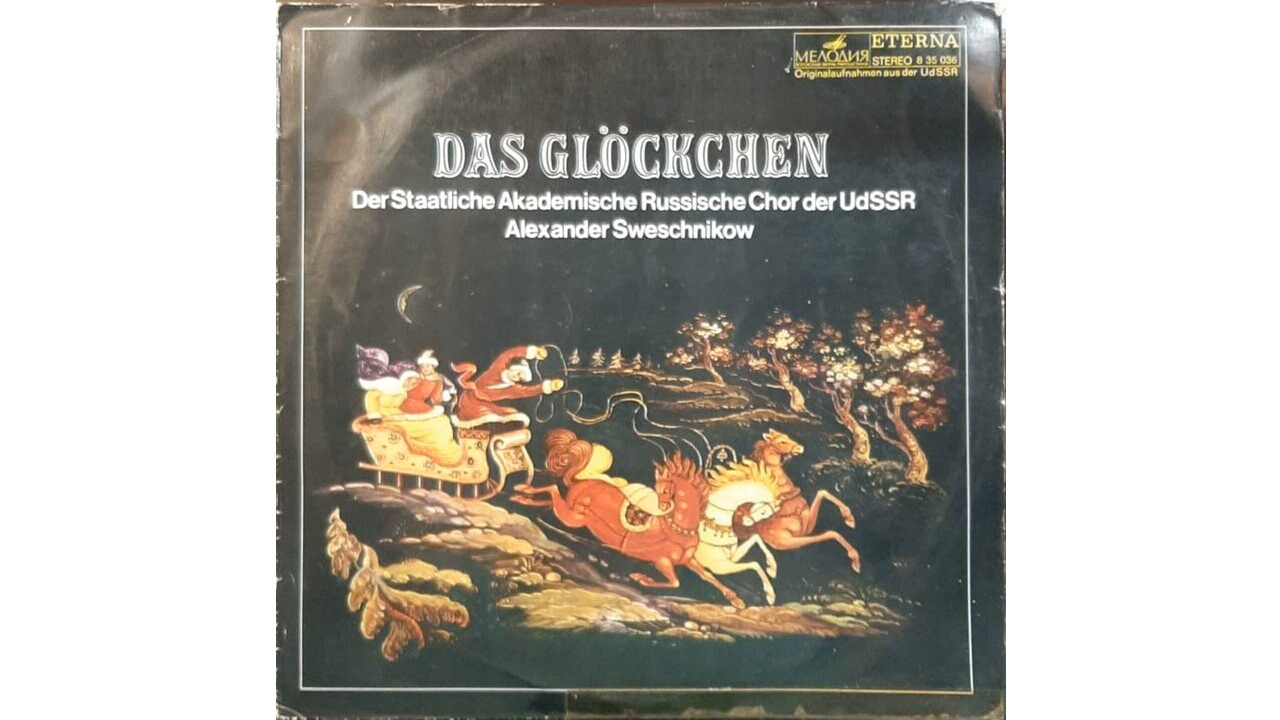 МЕЛОДИЯ
ETERNA
STEREO 8 35 036
Originalaufnahmen aus der UdSSR
DAS GLÖCKCHEN
Der Staatliche Akademische Russische Chor der UdSSR
Alexander Sweschnikow